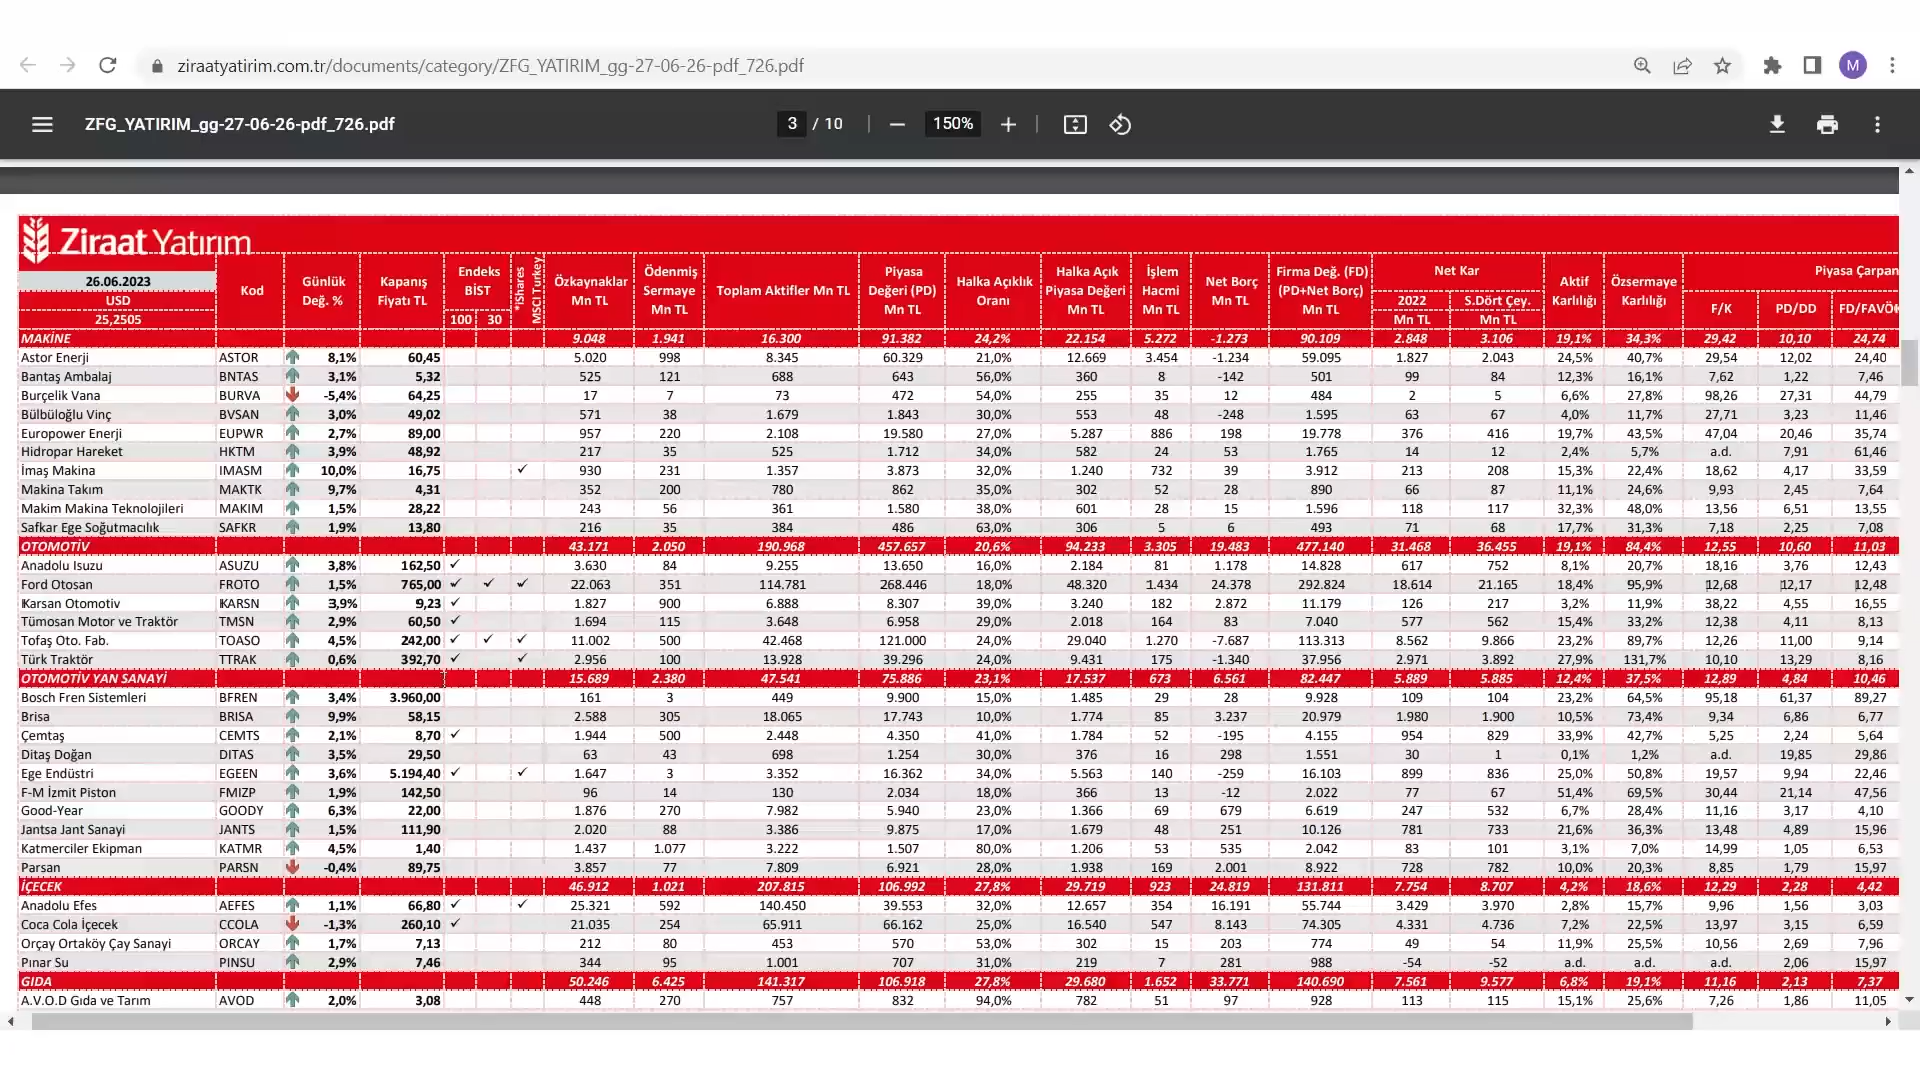 ziraatyatirim.com.tr/documents/category/ZFG_YATIRIM_gg-27-06-26-pdf_726.pdf
M
ZFG_YATIRIM_gg-27-06-26-pdf_726.pdf 3 / 10 150%
Ziraat Yatırım
26.06.2023 USD 25,2505 Kod Günlük Değ. % Kapanış Fiyatı TL Endeks BİST 100 30 *iShares MSCI Turkey Özkaynaklar Mn TL Ödenmiş Sermaye Mn TL Toplam Aktifler Mn TL Piyasa Değeri (PD) Mn TL Halka Açıklık Oranı Halka Açık Piyasa Değeri Mn TL İşlem Hacmi Mn TL Net Borç Mn TL Firma Değ. (FD) (PD+Net Borç) Mn TL Net Kar 2022 Mn TL S.Dört Çey. Mn TL Aktif Karlılığı Özsermaye Karlılığı Piyasa Çarpan F/K PD/DD FD/FAVÖK
MAKİNE 9.048 1.941 16.300 91.382 24,2% 22.154 5.272 -1.273 90.109 2.848 3.106 19,1% 34,3% 29,42 10,10 24,74
Astor Enerji ASTOR 8,1% 60,45 5.020 998 8.345 60.329 21,0% 12.669 3.454 -1.234 59.095 1.827 2.043 24,5% 40,7% 29,54 12,02 24,40
Bantaş Ambalaj BNTAS 3,1% 5,32 525 121 688 643 56,0% 360 8 -142 501 99 84 12,3% 16,1% 7,62 1,22 7,46
Burçelik Vana BURVA -5,4% 64,25 17 7 73 472 54,0% 255 35 12 484 2 5 6,6% 27,8% 98,26 27,31 44,79
Bülbüloğlu Vinç BVSAN 3,0% 49,02 571 38 1.679 1.843 30,0% 553 48 -248 1.595 63 67 4,0% 11,7% 27,71 3,23 11,46
Europower Enerji EUPWR 2,7% 89,00 957 220 2.108 19.580 27,0% 5.287 886 198 19.778 376 416 19,7% 43,5% 47,04 20,46 35,74
Hidropar Hareket HKTM 3,9% 48,92 217 35 525 1.712 34,0% 582 24 53 1.765 14 12 2,4% 5,7% a.d. 7,91 61,46
İmaş Makina IMASM 10,0% 16,75 ✓ 930 231 1.357 3.873 32,0% 1.240 732 39 3.912 213 208 15,3% 22,4% 18,62 4,17 33,59
Makina Takım MAKTK 9,7% 4,31 352 200 780 862 35,0% 302 52 28 890 66 87 11,1% 24,6% 9,93 2,45 7,64
Makim Makina Teknolojileri MAKIM 1,5% 28,22 243 56 361 1.580 38,0% 601 28 15 1.596 118 117 32,3% 48,0% 13,56 6,51 13,55
Safkar Ege Soğutmacılık SAFKR 1,9% 13,80 216 35 384 486 63,0% 306 5 6 493 71 68 17,7% 31,3% 7,18 2,25 7,08
OTOMOTİV 43.171 2.050 190.968 457.657 20,6% 94.233 3.305 19.483 477.140 31.468 36.455 19,1% 84,4% 12,55 10,60 11,03
Anadolu Isuzu ASUZU 3,8% 162,50 ✓ 3.630 84 9.255 13.650 16,0% 2.184 81 1.178 14.828 617 752 8,1% 20,7% 18,16 3,76 12,43
Ford Otosan FROTO 1,5% 765,00 ✓ ✓ ✓ 22.063 351 114.781 268.446 18,0% 48.320 1.434 24.378 292.824 18.614 21.165 18,4% 95,9% 12,68 12,17 12,48
Karsan Otomotiv KARSN 3,9% 9,23 ✓ 1.827 900 6.888 8.307 39,0% 3.240 182 2.872 11.179 126 217 3,2% 11,9% 38,22 4,55 16,55
Tümosan Motor ve Traktör TMSN 2,9% 60,50 ✓ 1.694 115 3.648 6.958 29,0% 2.018 164 83 7.040 577 562 15,4% 33,2% 12,38 4,11 8,13
Tofaş Oto. Fab. TOASO 4,5% 242,00 ✓ ✓ ✓ 11.002 500 42.468 121.000 24,0% 29.040 1.270 -7.687 113.313 8.562 9.866 23,2% 89,7% 12,26 11,00 9,14
Türk Traktör TTRAK 0,6% 392,70 ✓ ✓ 2.956 100 13.928 39.296 24,0% 9.431 175 -1.340 37.956 2.971 3.892 27,9% 131,7% 10,10 13,29 8,16
OTOMOTİV YAN SANAYİ 15.689 2.380 47.541 75.886 23,1% 17.537 673 6.561 82.447 5.889 5.885 12,4% 37,5% 12,89 4,84 10,46
Bosch Fren Sistemleri BFREN 3,4% 3.960,00 161 3 449 9.900 15,0% 1.485 29 28 9.928 109 104 23,2% 64,5% 95,18 61,37 89,27
Brisa BRISA 9,9% 58,15 2.588 305 18.065 17.743 10,0% 1.774 85 3.237 20.979 1.980 1.900 10,5% 73,4% 9,34 6,86 6,77
Çemtaş CEMTS 2,1% 8,70 ✓ 1.944 500 2.448 4.350 41,0% 1.784 52 -195 4.155 954 829 33,9% 42,7% 5,25 2,24 5,64
Ditaş Doğan DITAS 3,5% 29,50 63 43 698 1.254 30,0% 376 16 298 1.551 30 1 0,1% 1,2% a.d. 19,85 29,86
Ege Endüstri EGEEN 3,6% 5.194,40 ✓ ✓ 1.647 3 3.352 16.362 34,0% 5.563 140 -259 16.103 899 836 25,0% 50,8% 19,57 9,94 22,46
F-M İzmit Piston FMIZP 1,9% 142,50 96 14 130 2.034 18,0% 366 13 -12 2.022 77 67 51,4% 69,5% 30,44 21,14 47,56
Good-Year GOODY 6,3% 22,00 1.876 270 7.982 5.940 23,0% 1.366 69 679 6.619 247 532 6,7% 28,4% 11,16 3,17 4,10
Jantsa Jant Sanayi JANTS 1,5% 111,90 2.020 88 3.386 9.875 17,0% 1.679 48 251 10.126 781 733 21,6% 36,3% 13,48 4,89 15,96
Katmerciler Ekipman KATMR 4,5% 1,40 1.437 1.077 3.222 1.507 80,0% 1.206 53 535 2.042 83 101 3,1% 7,0% 14,99 1,05 6,53
Parsan PARSN -0,4% 89,75 3.857 77 7.809 6.921 28,0% 1.938 169 2.001 8.922 728 782 10,0% 20,3% 8,85 1,79 15,97
İÇECEK 46.912 1.021 207.815 106.992 27,8% 29.719 923 24.819 131.811 7.754 8.707 4,2% 18,6% 12,29 2,28 4,42
Anadolu Efes AEFES 1,1% 66,80 ✓ ✓ 25.321 592 140.450 39.553 32,0% 12.657 354 16.191 55.744 3.429 3.970 2,8% 15,7% 9,96 1,56 3,03
Coca Cola İçecek CCOLA -1,3% 260,10 ✓ 21.035 254 65.911 66.162 25,0% 16.540 547 8.143 74.305 4.331 4.736 7,2% 22,5% 13,97 3,15 6,59
Orçay Ortaköy Çay Sanayi ORCAY 1,7% 7,13 212 80 453 570 53,0% 302 15 203 774 49 54 11,9% 25,5% 10,56 2,69 7,96
Pınar Su PINSU 2,9% 7,46 344 95 1.001 707 31,0% 219 7 281 988 -54 -52 a.d. a.d. a.d. 2,06 15,97
GIDA 50.246 6.425 141.317 106.918 27,8% 29.680 1.652 33.771 140.690 7.561 9.577 6,8% 19,1% 11,16 2,13 7,37
A.V.O.D Gıda ve Tarım AVOD 2,0% 3,08 448 270 757 832 94,0% 782 51 97 928 113 115 15,1% 25,6% 7,26 1,86 11,05